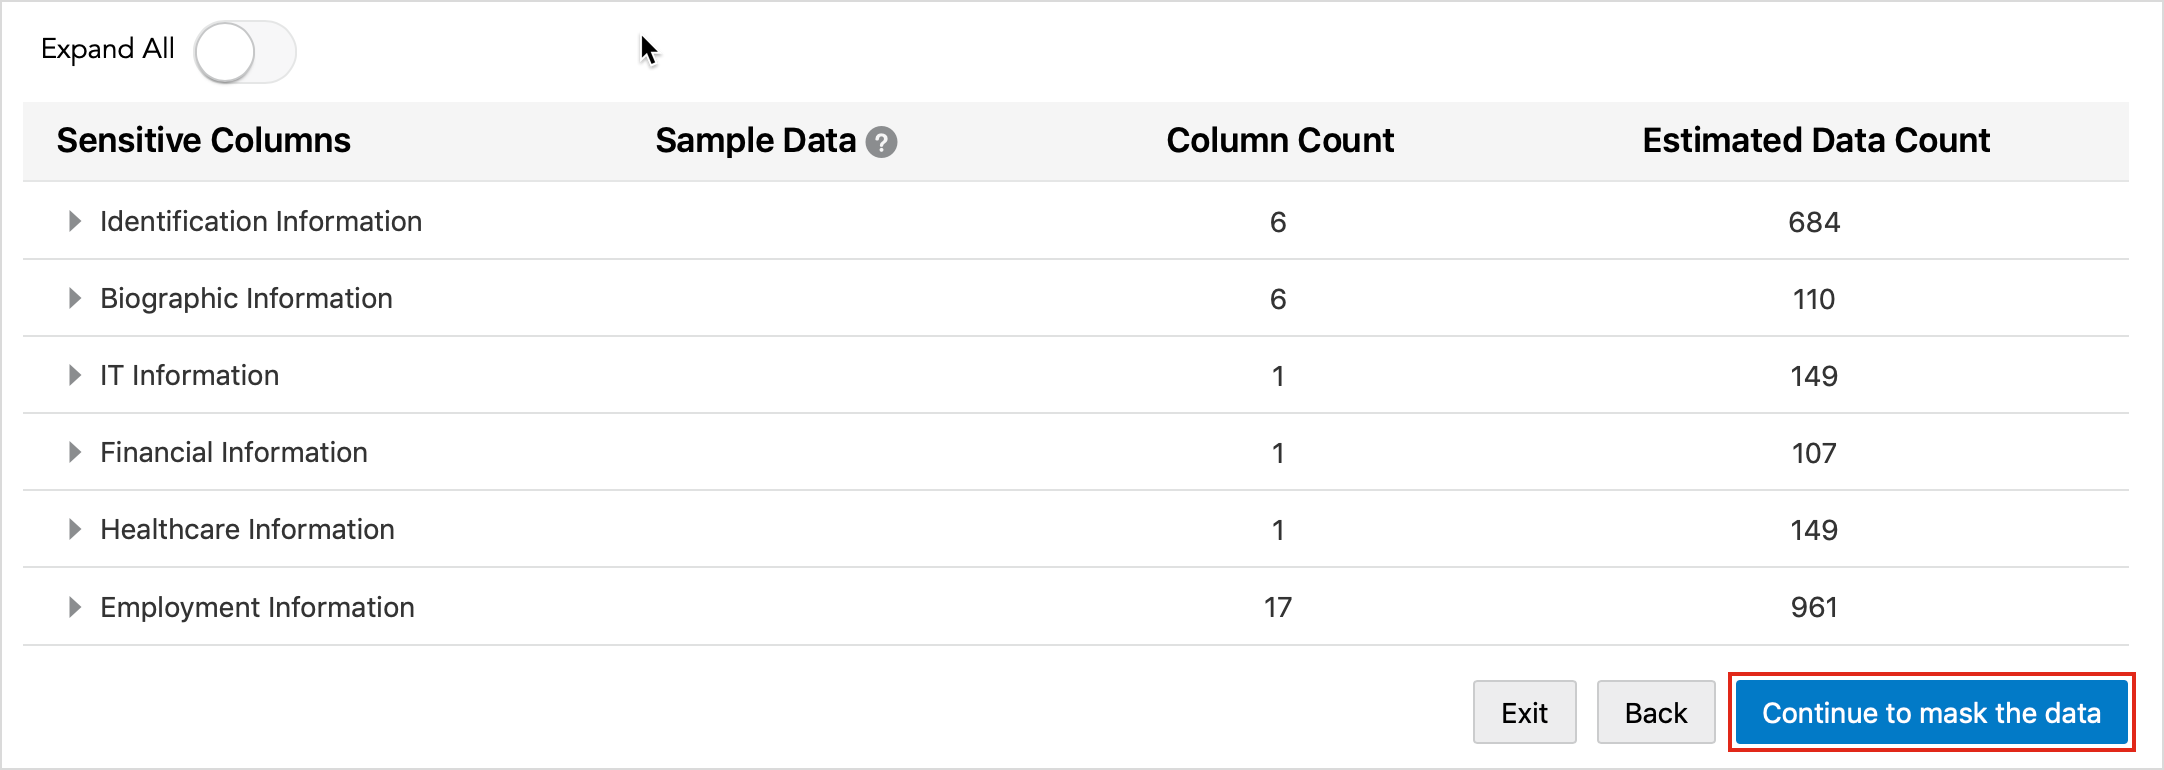 Expand All
Sensitive Columns Sample Data ? Column Count Estimated Data Count
Identification Information 6 684
Biographic Information 6 110
IT Information 1 149
Financial Information 1 107
Healthcare Information 1 149
Employment Information 17 961
Exit Back Continue to mask the data